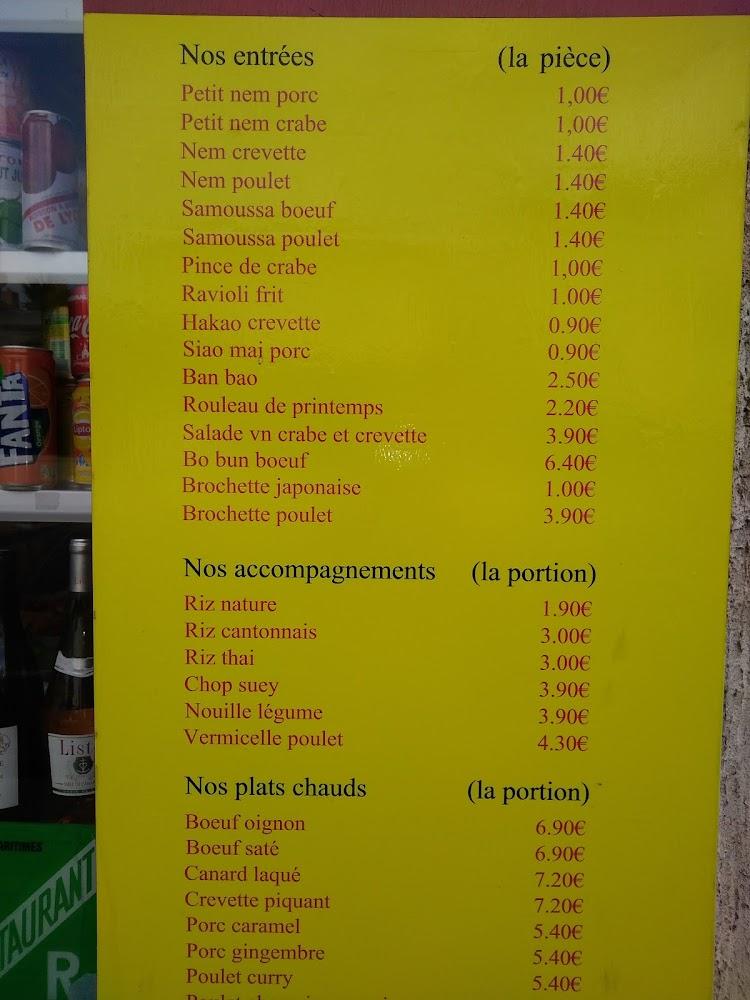 Nos entrées (la pièce)
Petit nem porc 1,00€
Petit nem crabe 1,00€
Nem crevette 1.40€
Nem poulet 1.40€
Samoussa boeuf 1.40€
Samoussa poulet 1.40€
Pince de crabe 1,00€
Ravioli frit 1.00€
Hakao crevette 0.90€
Siao mai porc 0.90€
Ban bao 2.50€
Rouleau de printemps 2.20€
Salade vn crabe et crevette 3.90€
Bo bun boeuf 6.40€
Brochette japonaise 1.00€
Brochette poulet 3.90€
Nos accompagnements (la portion)
Riz nature 1.90€
Riz cantonnais 3.00€
Riz thai 3.00€
Chop suey 3.90€
Nouille légume 3.90€
Vermicelle poulet 4.30€
Nos plats chauds (la portion)
Boeuf oignon 6.90€
Boeuf saté 6.90€
Canard laqué 7.20€
Crevette piquant 7.20€
Porc caramel 5.40€
Porc gingembre 5.40€
Poulet curry 5.40€
FANTA
DE LY
List
ARITIMES
TAURANT
R